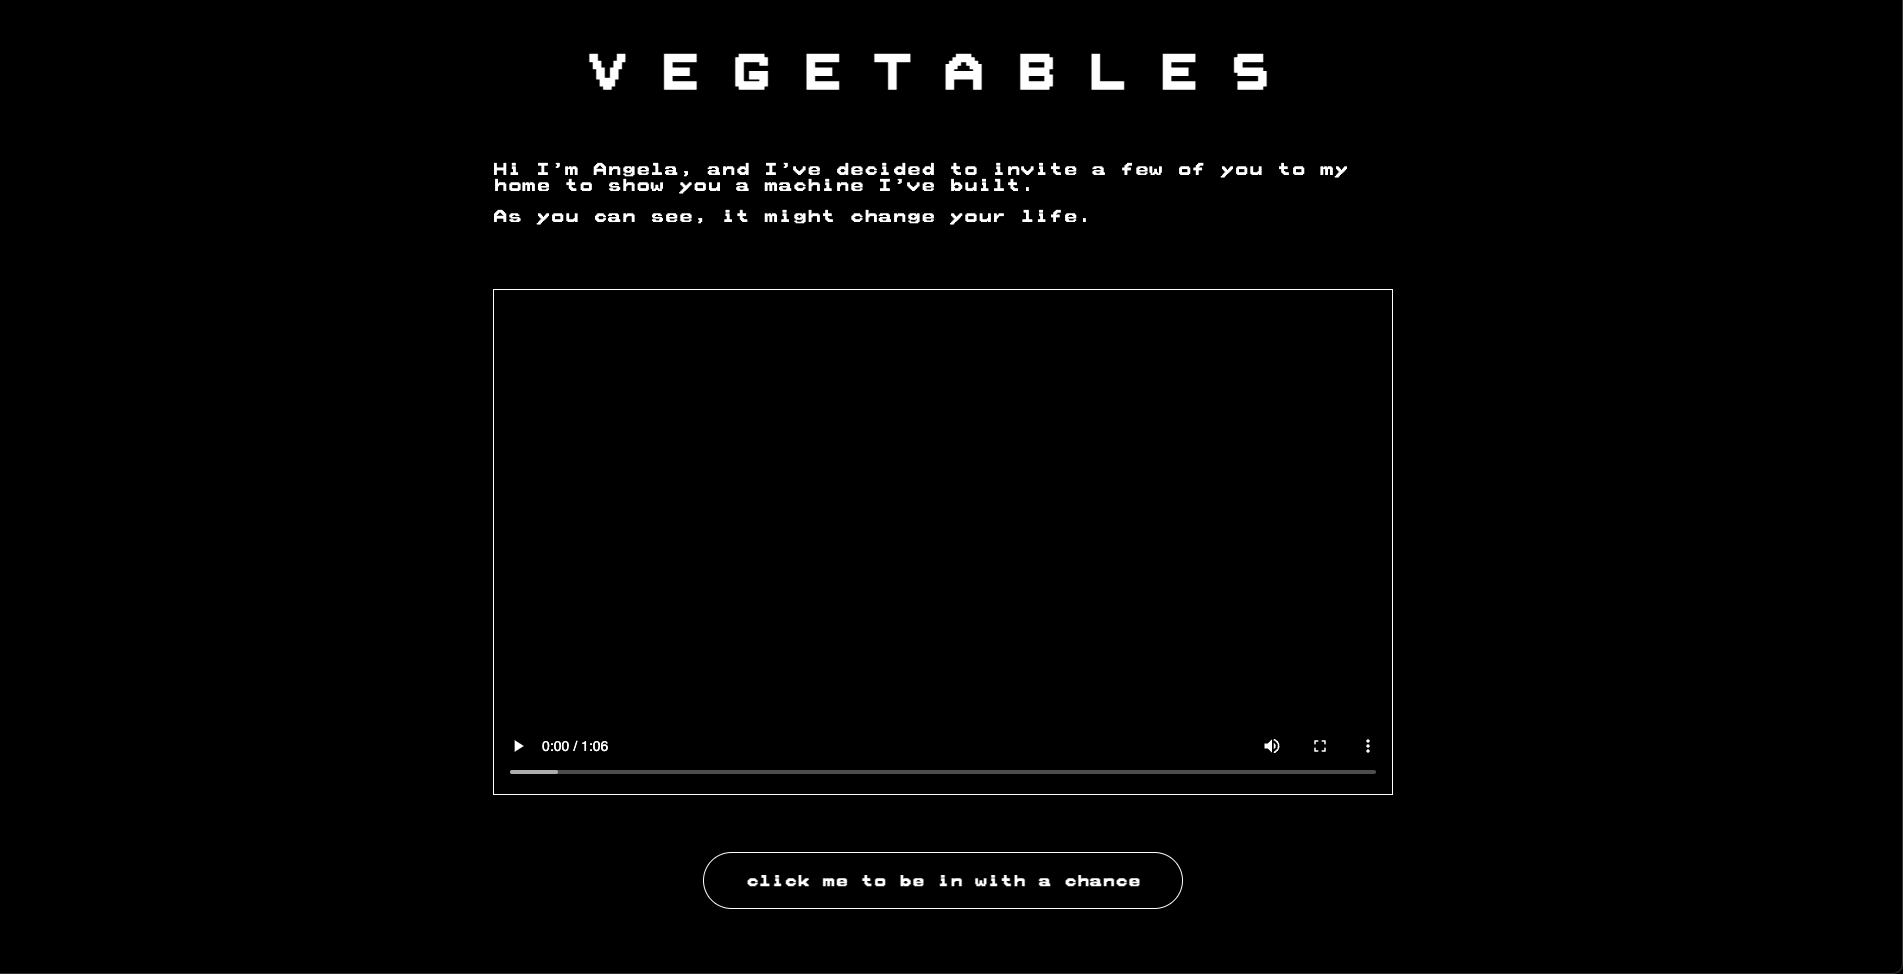 V E G E T A B L E S
Hi I'm Angela, and I've decided to invite a few of you to my
home to show you a machine I've built.
As you can see, it might change your life.
0:00 / 1:06
click me to be in with a chance